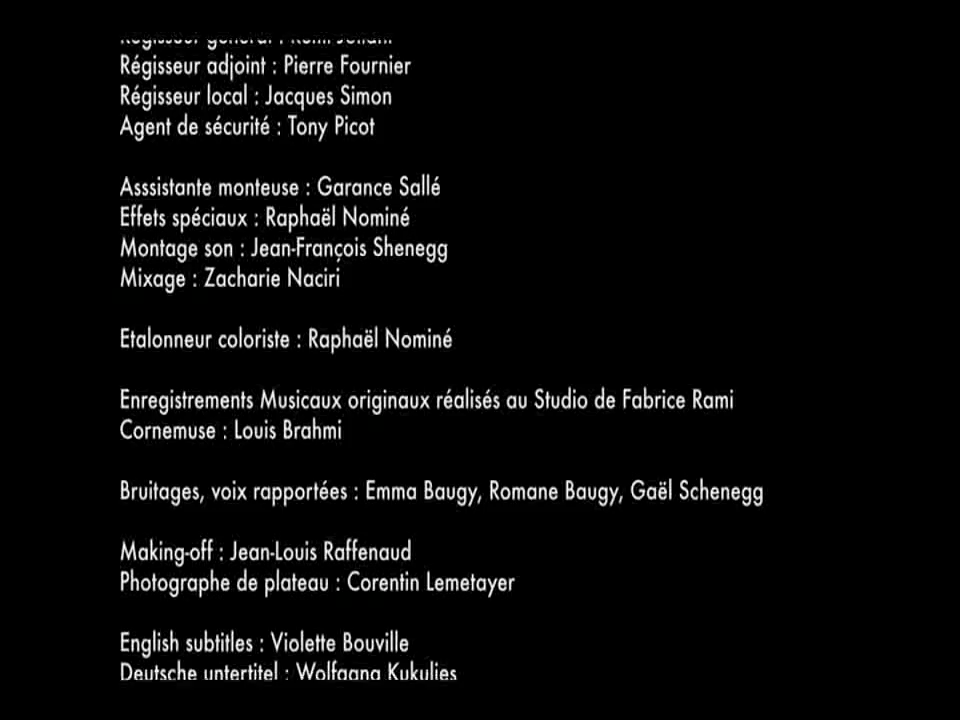 Régisseur général :
Régisseur adjoint : Pierre Fournier
Régisseur local : Jacques Simon
Agent de sécurité : Tony Picot
Asssistante monteuse : Garance Sallé
Effets spéciaux : Raphaël Nominé
Montage son : Jean-François Shenegg
Mixage : Zacharie Naciri
Etalonneur coloriste : Raphaël Nominé
Enregistrements Musicaux originaux réalisés au Studio de Fabrice Rami
Cornemuse : Louis Brahmi
Bruitages, voix rapportées : Emma Baugy, Romane Baugy, Gaël Schenegg
Making-off : Jean-Louis Raffenaud
Photographe de plateau : Corentin Lemetayer
English subtitles : Violette Bouville
Deutsche untertitel : Wolfgang Kukulies